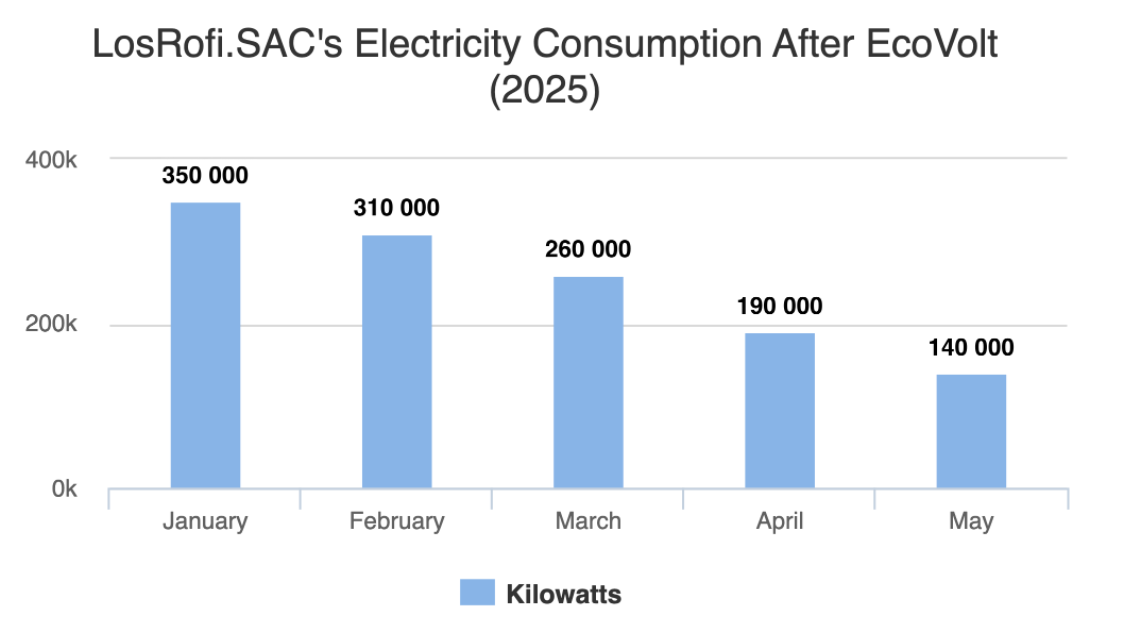 LosRofi.SAC's Electricity Consumption After EcoVolt
(2025)
400k
350 000
310 000
260 000
190 000
200k
140 000
0k
January February March April May
Kilowatts